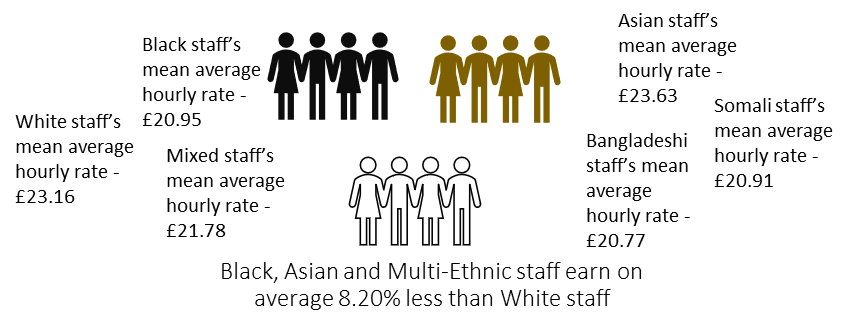 White staff's
mean average
hourly rate -
£23.16
Black staff's
mean average
hourly rate -
£20.95
Mixed staff's
mean average
hourly rate -
£21.78
Asian staff's
mean average
hourly rate -
£23.63
Bangladeshi
staff's mean
average
hourly rate -
£20.77
Somali staff's
mean average
hourly rate -
£20.91
Black, Asian and Multi-Ethnic staff earn on
average 8.20% less than White staff